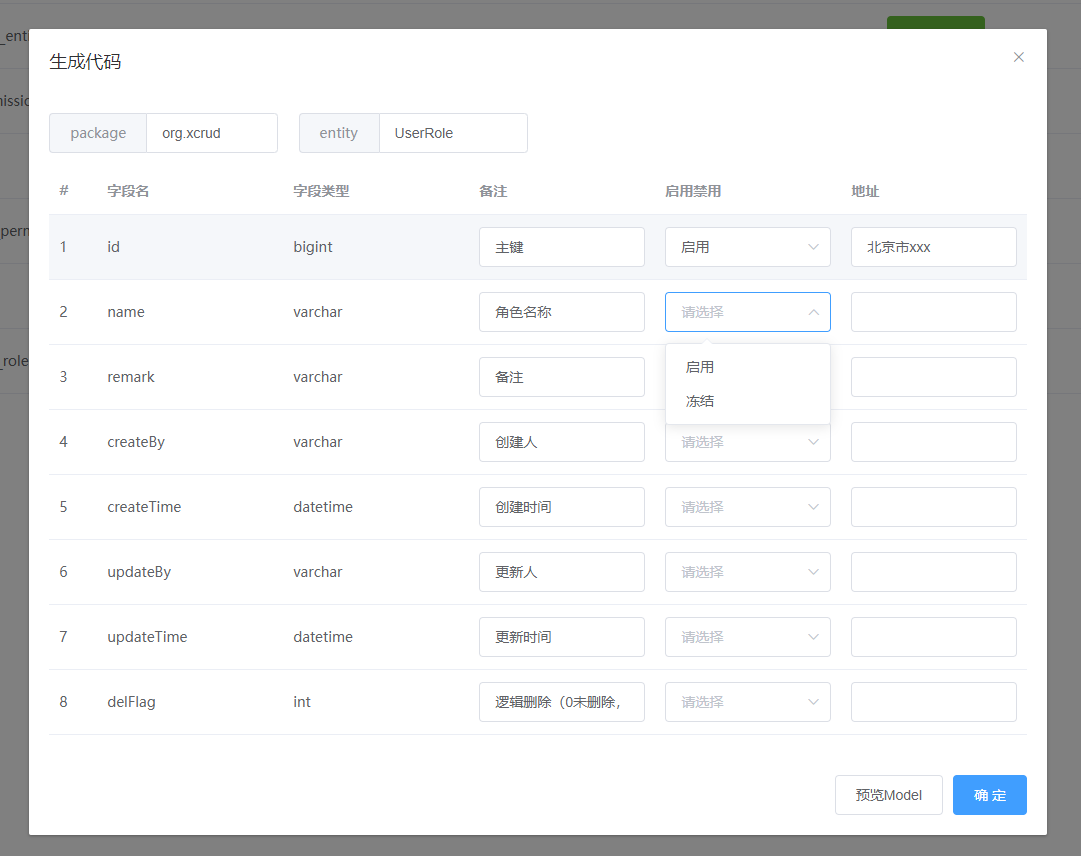 _enti
生成代码
missic
package org.xcrud entity UserRole
# 字段名 字段类型 备注 启用禁用 地址
_perm
1 id bigint 主键 启用 北京市xxx
2 name varchar 角色名称 请选择
_role
启用
3 remark varchar 备注
冻结
4 createBy varchar 创建人 请选择
5 createTime datetime 创建时间 请选择
6 updateBy varchar 更新人 请选择
7 updateTime datetime 更新时间 请选择
8 delFlag int 逻辑删除（0未删除， 请选择
预览Model 确 定